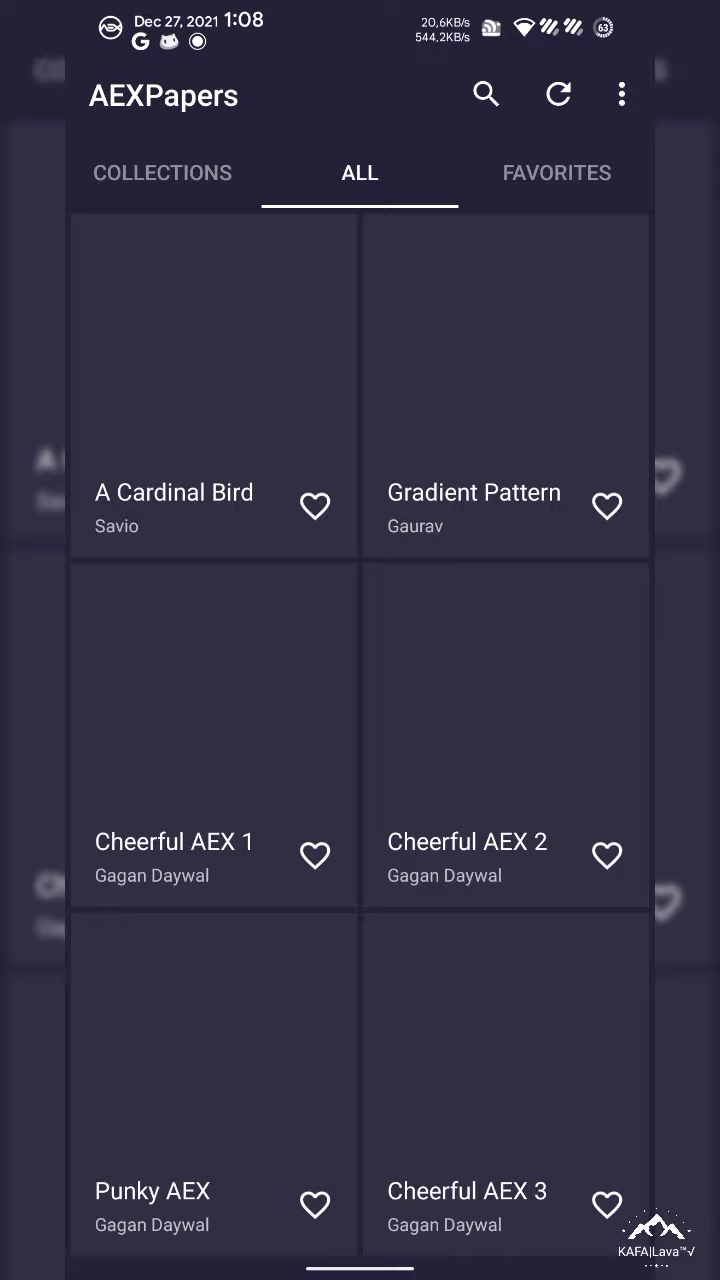 Dec 27, 2021 1:08
20,6KB/s
544,2KB/s
63
AEXPapers
COLLECTIONS
ALL
FAVORITES
A Cardinal Bird
Savio
Gradient Pattern
Gaurav
Cheerful AEX 1
Gagan Daywal
Cheerful AEX 2
Gagan Daywal
Punky AEX
Gagan Daywal
Cheerful AEX 3
Gagan Daywal
KAFA|Lava™√